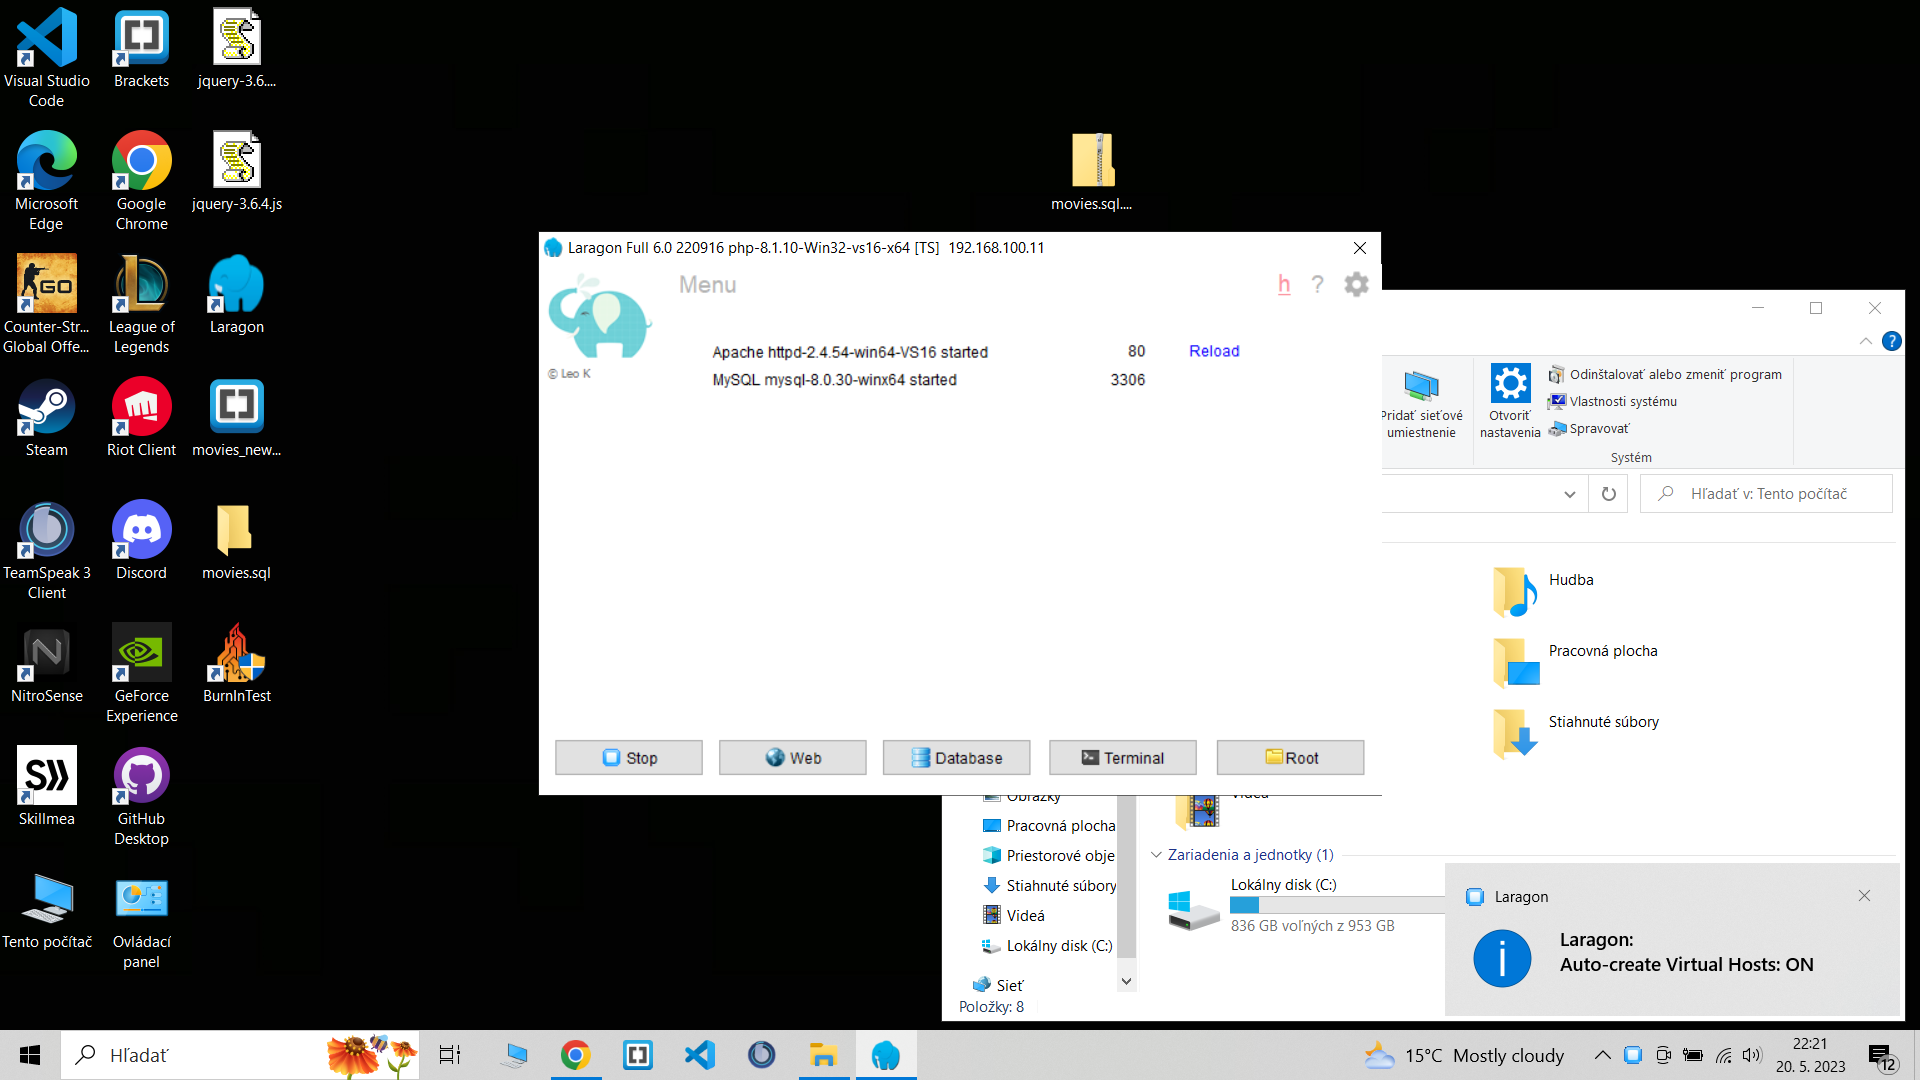 Visual Studio
Code
Brackets
jquery-3.6....
Microsoft
Edge
Google
Chrome
jquery-3.6.4.js
Counter-Str...
Global Offe...
League of
Legends
Laragon
Steam
Riot Client
movies_new...
TeamSpeak 3
Client
Discord
movies.sql
NitroSense
GeForce
Experience
BurnInTest
Skillmea
GitHub
Desktop
Tento počítač
Ovládací
panel
movies.sql....
Laragon Full 6.0 220916 php-8.1.10-Win32-vs16-x64 [TS] 192.168.100.11
Menu
h ?
© Leo K
Apache httpd-2.4.54-win64-VS16 started 80 Reload
MySQL mysql-8.0.30-winx64 started 3306
Stop Web Database Terminal Root
Pridať sieťové
umiestnenie
Otvoriť
nastavenia
Odinštalovať alebo zmeniť program
Vlastnosti systému
Spravovať
Systém
Hľadať v: Tento počítač
Hudba
Pracovná plocha
Stiahnuté súbory
Obrázky
Pracovná plocha
Priestorové obje
Stiahnuté súbory
Videá
Lokálny disk (C:)
Sieť
Položky: 8
Videá
Zariadenia a jednotky (1)
Lokálny disk (C:)
836 GB voľných z 953 GB
Laragon
Laragon:
Auto-create Virtual Hosts: ON
Hľadať
15°C Mostly cloudy
22:21
20. 5. 2023
12